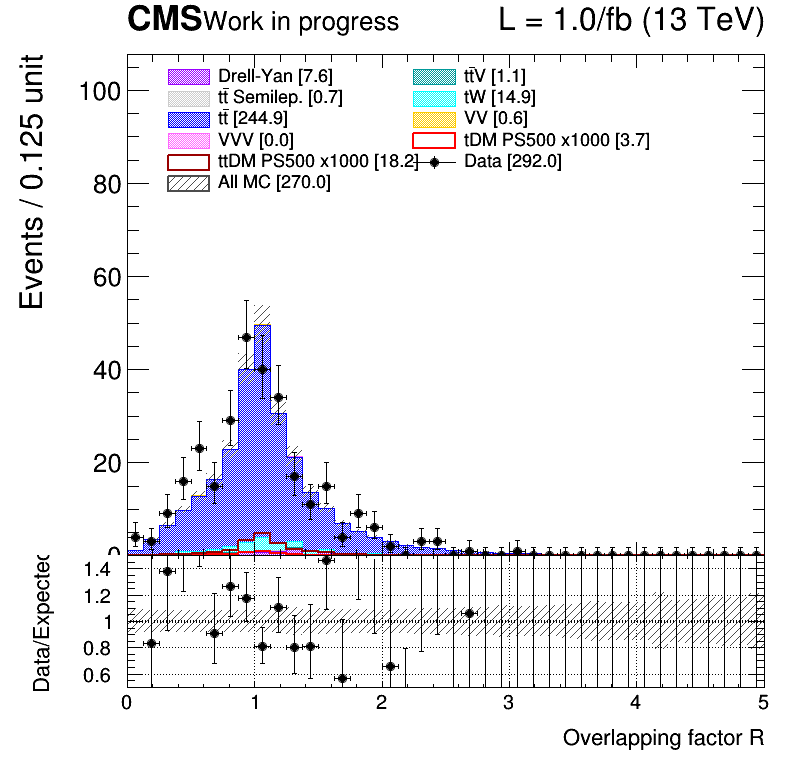 CMS Work in progress L = 1.0/fb (13 TeV)
Events / 0.125 unit
Drell-Yan [7.6] tt̄V [1.1]
tt̄ Semilep. [0.7] tW [14.9]
tt̄ [244.9] VV [0.6]
VVV [0.0] tDM PS500 x1000 [3.7]
ttDM PS500 x1000 [18.2] Data [292.0]
All MC [270.0]
100
80
60
40
20
0
Data/Expected
1.4
1.2
1
0.8
0.6
0 1 2 3 4 5
Overlapping factor R